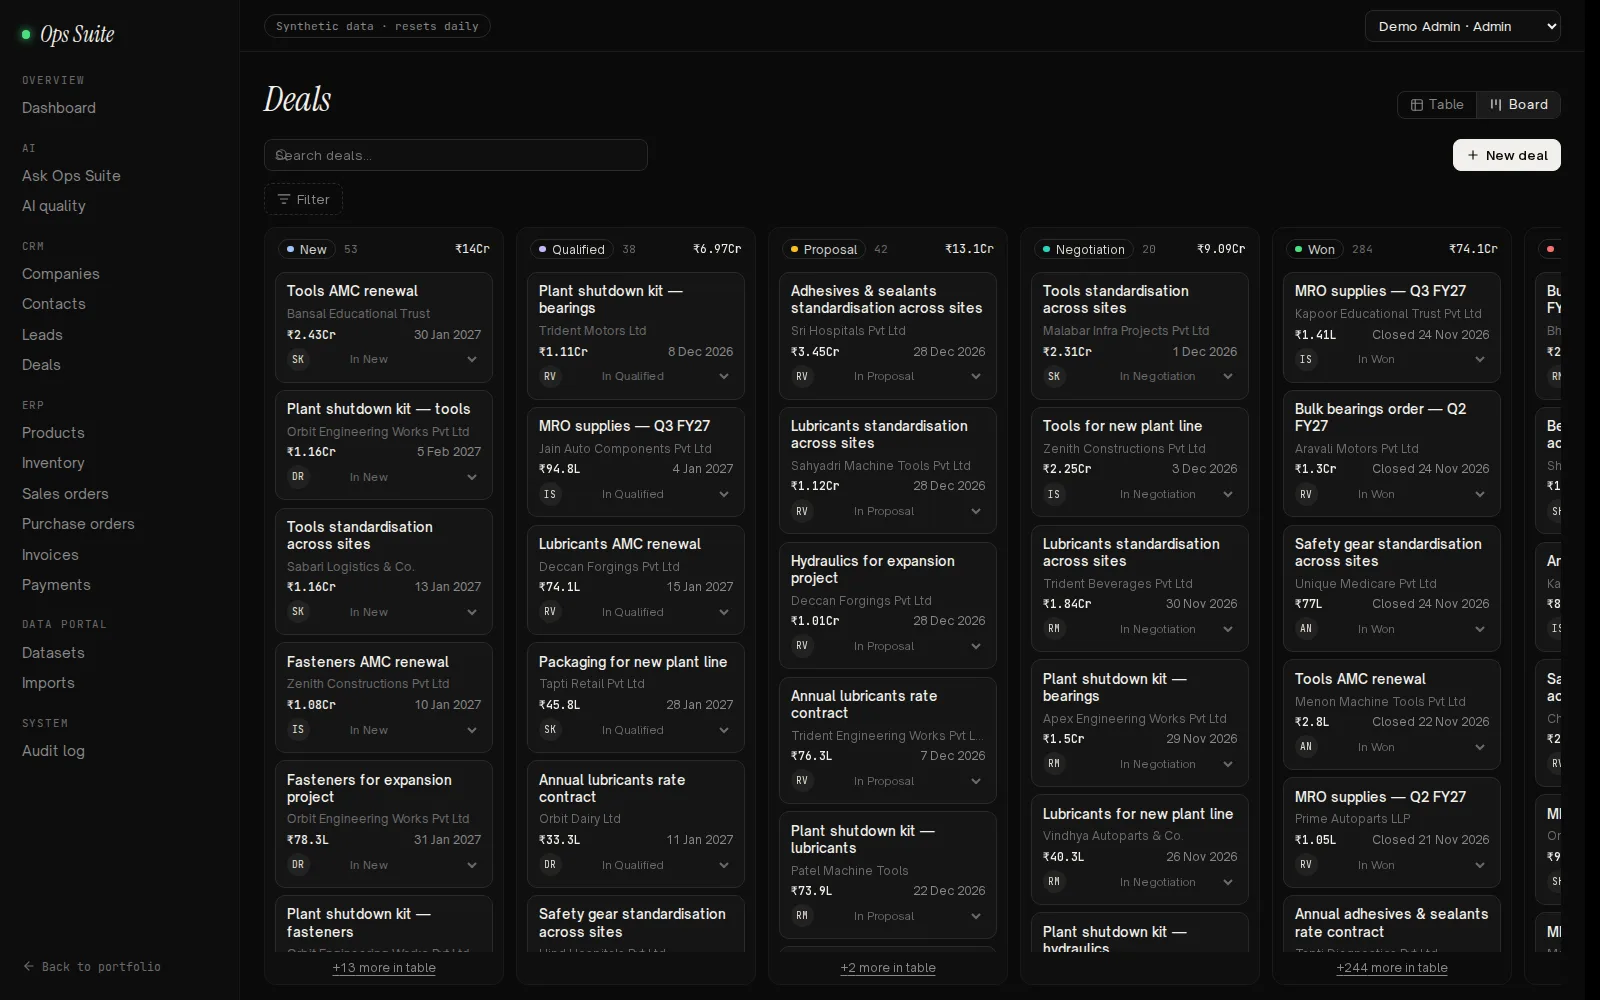 Ops Suite
OVERVIEW
Dashboard
AI
Ask Ops Suite
AI quality
CRM
Companies
Contacts
Leads
Deals
ERP
Products
Inventory
Sales orders
Purchase orders
Invoices
Payments
DATA PORTAL
Datasets
Imports
SYSTEM
Audit log
← Back to portfolio
Synthetic data · resets daily
Demo Admin · Admin
Deals
Table
Board
Search deals...
+ New deal
Filter
New 53 ₹14Cr
Tools AMC renewal
Bansal Educational Trust
₹2.43Cr 30 Jan 2027
SK In New
Plant shutdown kit — tools
Orbit Engineering Works Pvt Ltd
₹1.16Cr 5 Feb 2027
DR In New
Tools standardisation
across sites
Sabari Logistics & Co.
₹1.16Cr 13 Jan 2027
SK In New
Fasteners AMC renewal
Zenith Constructions Pvt Ltd
₹1.08Cr 10 Jan 2027
IS In New
Fasteners for expansion
project
Orbit Engineering Works Pvt Ltd
₹78.3L 31 Jan 2027
DR In New
Plant shutdown kit —
fasteners
Orbit Engineering Works Pvt Ltd
+13 more in table
Qualified 38 ₹6.97Cr
Plant shutdown kit —
bearings
Trident Motors Ltd
₹1.11Cr 8 Dec 2026
RV In Qualified
MRO supplies — Q3 FY27
Jain Auto Components Pvt Ltd
₹94.8L 4 Jan 2027
IS In Qualified
Lubricants AMC renewal
Deccan Forgings Pvt Ltd
₹74.1L 15 Jan 2027
RV In Qualified
Packaging for new plant line
Tapti Retail Pvt Ltd
₹45.8L 28 Jan 2027
SK In Qualified
Annual lubricants rate
contract
Orbit Dairy Ltd
₹33.3L 11 Jan 2027
DR In Qualified
Safety gear standardisation
across sites
Hind Hospitals Pvt Ltd
Proposal 42 ₹13.1Cr
Adhesives & sealants
standardisation across sites
Sri Hospitals Pvt Ltd
₹3.45Cr 28 Dec 2026
RV In Proposal
Lubricants standardisation
across sites
Sahyadri Machine Tools Pvt Ltd
₹1.12Cr 28 Dec 2026
RV In Proposal
Hydraulics for expansion
project
Deccan Forgings Pvt Ltd
₹1.01Cr 28 Dec 2026
RV In Proposal
Annual lubricants rate
contract
Trident Engineering Works Pvt L...
₹76.3L 7 Dec 2026
RV In Proposal
Plant shutdown kit —
lubricants
Patel Machine Tools
₹73.9L 22 Dec 2026
RM In Proposal
+2 more in table
Negotiation 20 ₹9.09Cr
Tools standardisation
across sites
Malabar Infra Projects Pvt Ltd
₹2.31Cr 1 Dec 2026
SK In Negotiation
Tools for new plant line
Zenith Constructions Pvt Ltd
₹2.25Cr 3 Dec 2026
IS In Negotiation
Lubricants standardisation
across sites
Trident Beverages Pvt Ltd
₹1.84Cr 30 Nov 2026
RM In Negotiation
Plant shutdown kit —
bearings
Apex Engineering Works Pvt Ltd
₹1.5Cr 29 Nov 2026
RM In Negotiation
Lubricants for new plant line
Vindhya Autoparts & Co.
₹40.3L 26 Nov 2026
RM In Negotiation
Plant shutdown kit —
hydraulics
Won 284 ₹74.1Cr
MRO supplies — Q3 FY27
Kapoor Educational Trust Pvt Ltd
₹1.41L Closed 24 Nov 2026
IS In Won
Bulk bearings order — Q2
FY27
Aravali Motors Pvt Ltd
₹1.3Cr Closed 24 Nov 2026
RV In Won
Safety gear standardisation
across sites
Unique Medicare Pvt Ltd
₹77L Closed 24 Nov 2026
AN In Won
Tools AMC renewal
Menon Machine Tools Pvt Ltd
₹2.8L Closed 22 Nov 2026
AN In Won
MRO supplies — Q2 FY27
Prime Autoparts LLP
₹1.05L Closed 21 Nov 2026
RV In Won
Annual adhesives & sealants
rate contract
Tapti Diagnostics Pvt Ltd
+244 more in table